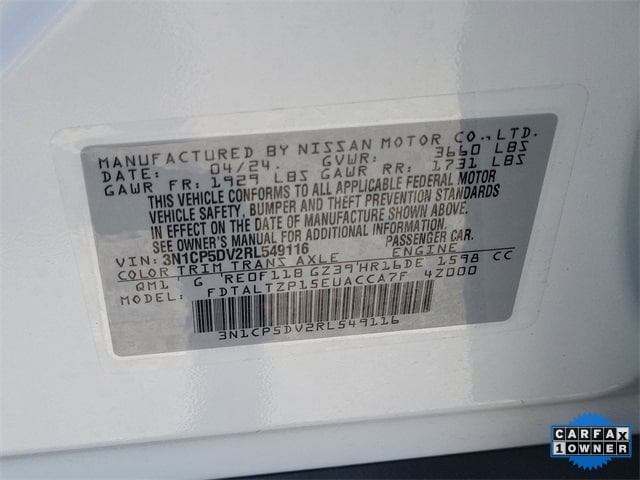 MANUFACTURED BY NISSAN MOTOR CO., LTD.
DATE: 04/24. GVWR: 3660 LBS
GAWR FR: 1929 LBS GAWR RR: 1731 LBS
THIS VEHICLE CONFORMS TO ALL APPLICABLE FEDERAL MOTOR
VEHICLE SAFETY, BUMPER AND THEFT PREVENTION STANDARDS
IN EFFECT ON THE DATE OF MANUFACTURE SHOWN ABOVE.
SEE OWNER'S MANUAL FOR ADDITIONAL INFORMATION.
VIN: 3N1CP5DV2RL549116 PASSENGER CAR.
COLOR TRIM TRANS AXLE ENGINE
QM1 G RE0F11B GZ39 HR16DE 1598 CC
MODEL: FDTALTZP15EUACCA7F 4Z000
3N1CP5DV2RL549116
CARFAX
1 OWNER